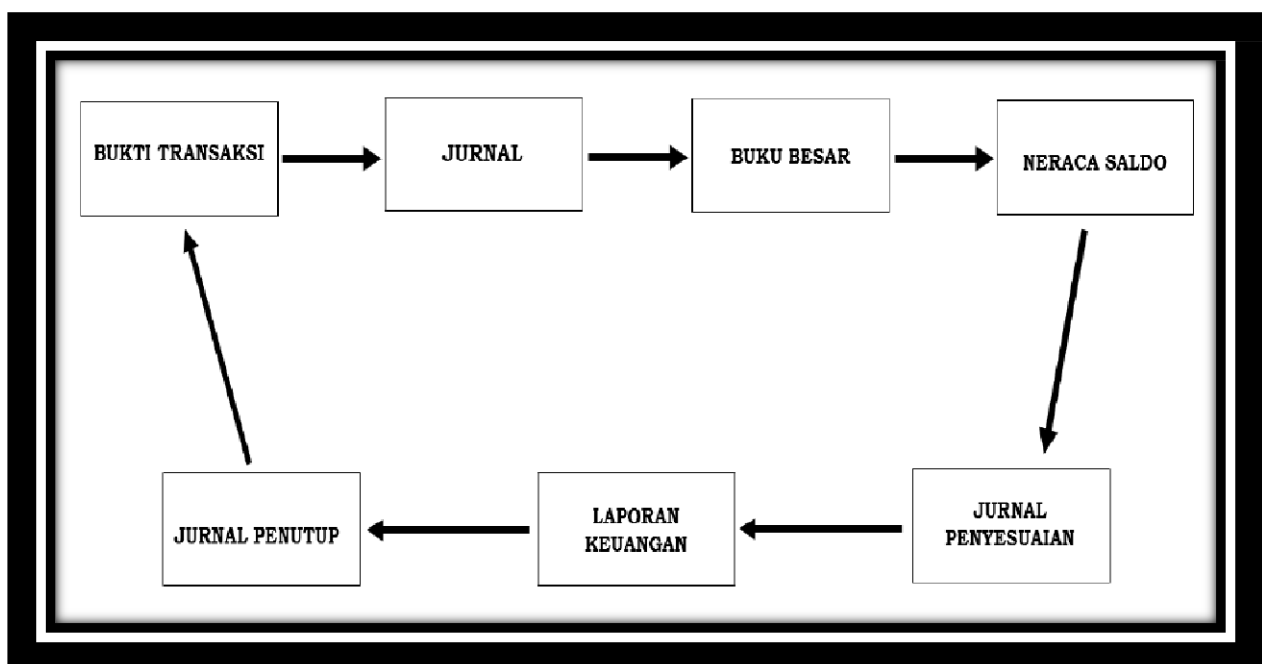 BUKTI TRANSAKSI
JURNAL
BUKU BESAR
NERACA SALDO
JURNAL
PENYESUAIAN
LAPORAN
KEUANGAN
JURNAL PENUTUP